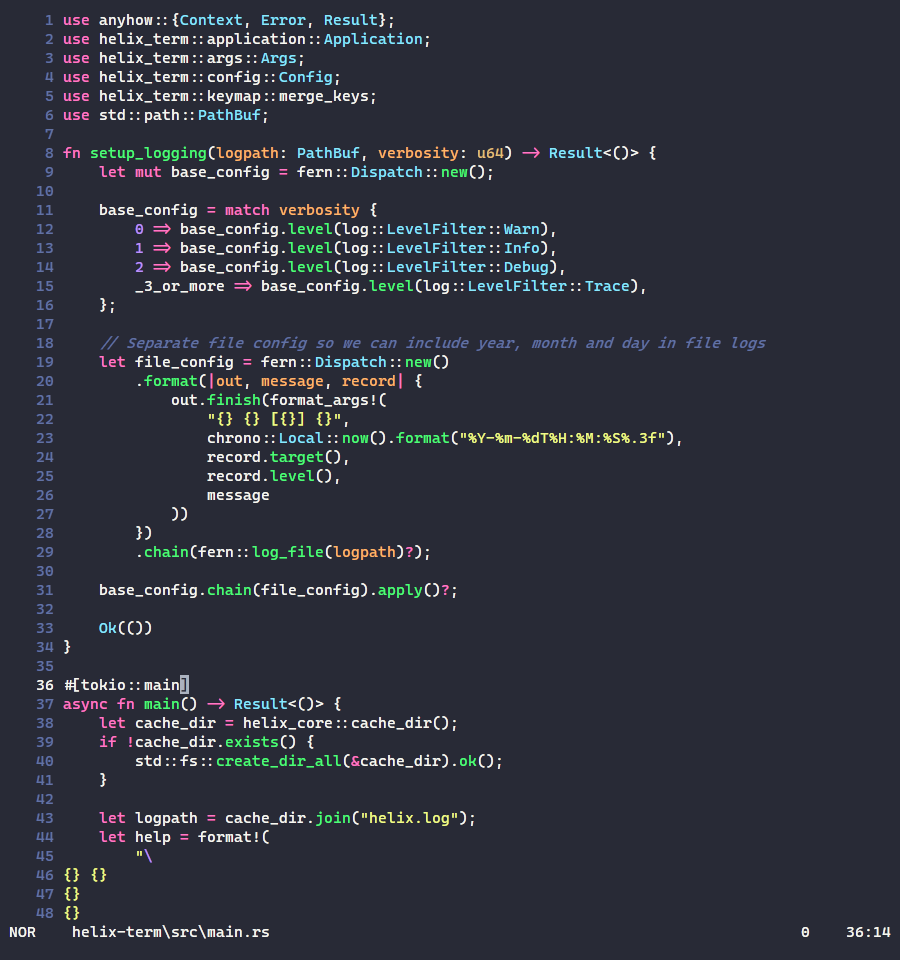 1 use anyhow::{Context, Error, Result};
2 use helix_term::application::Application;
3 use helix_term::args::Args;
4 use helix_term::config::Config;
5 use helix_term::keymap::merge_keys;
6 use std::path::PathBuf;
7
8 fn setup_logging(logpath: PathBuf, verbosity: u64) -> Result<()> {
9     let mut base_config = fern::Dispatch::new();
10
11     base_config = match verbosity {
12         0 => base_config.level(log::LevelFilter::Warn),
13         1 => base_config.level(log::LevelFilter::Info),
14         2 => base_config.level(log::LevelFilter::Debug),
15         _3_or_more => base_config.level(log::LevelFilter::Trace),
16     };
17
18     // Separate file config so we can include year, month and day in file logs
19     let file_config = fern::Dispatch::new()
20         .format(|out, message, record| {
21             out.finish(format_args!(
22                 "{} {} [{}] {}",
23                 chrono::Local::now().format("%Y-%m-%dT%H:%M:%S%.3f"),
24                 record.target(),
25                 record.level(),
26                 message
27             ))
28         })
29         .chain(fern::log_file(logpath)?);
30
31     base_config.chain(file_config).apply()?;
32
33     Ok(())
34 }
35
36 #[tokio::main]
37 async fn main() -> Result<()> {
38     let cache_dir = helix_core::cache_dir();
39     if !cache_dir.exists() {
40         std::fs::create_dir_all(&cache_dir).ok();
41     }
42
43     let logpath = cache_dir.join("helix.log");
44     let help = format!(
45         "\
46 {} {}
47 {}
48 {}
NOR    helix-term\src\main.rs    0    36:14